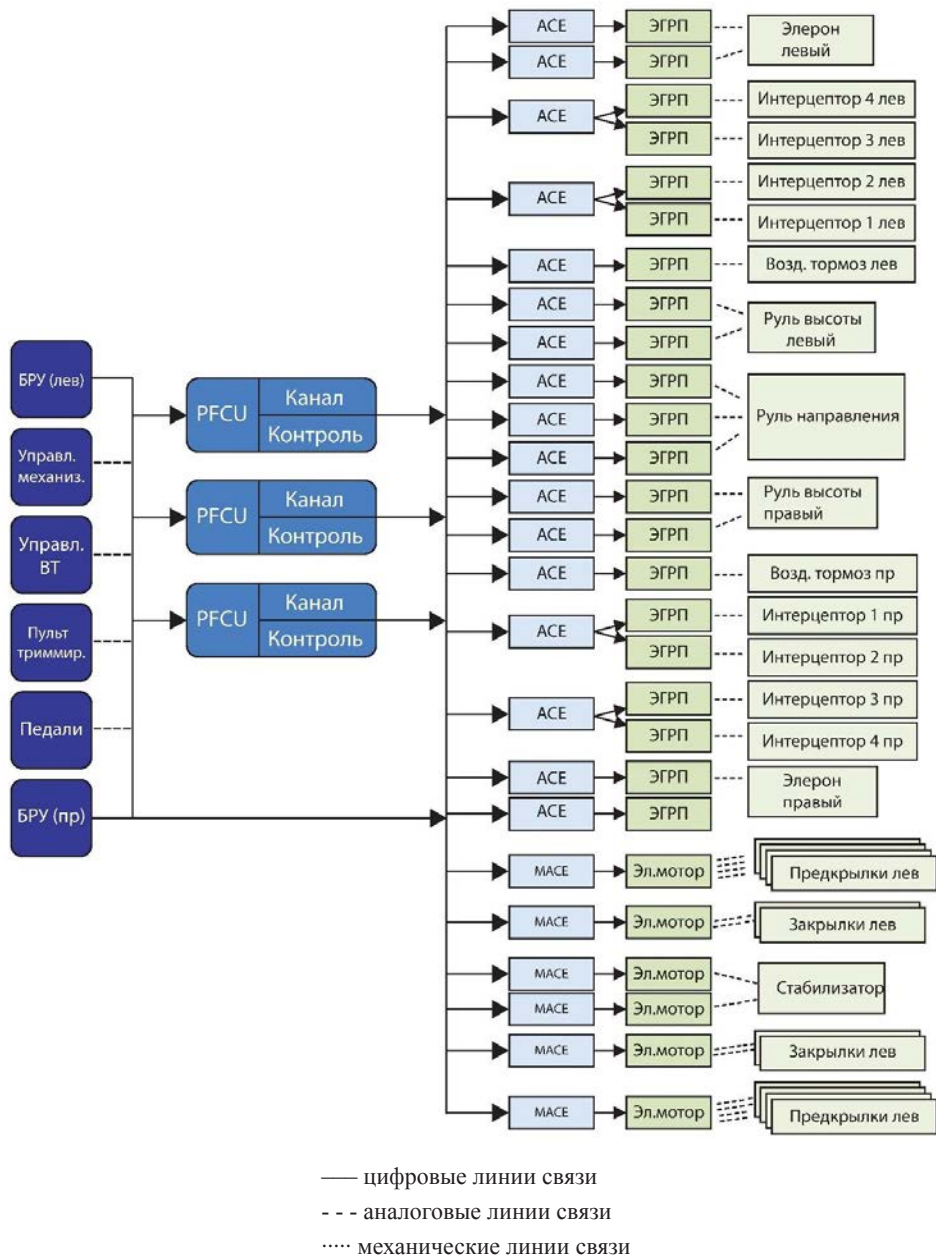 БРУ (лев)
Управл.
механиз.
Управл.
ВТ
Пульт
триммир.
Педали
БРУ (пр)
PFCU
Канал
Контроль
PFCU
Канал
Контроль
PFCU
Канал
Контроль
ACE
ЭГРП
Элерон
левый
ACE
ЭГРП
ACE
ЭГРП
Интерцептор 4 лев
ЭГРП
Интерцептор 3 лев
ACE
ЭГРП
Интерцептор 2 лев
ЭГРП
Интерцептор 1 лев
ACE
ЭГРП
Возд. тормоз лев
ACE
ЭГРП
Руль высоты
левый
ACE
ЭГРП
ACE
ЭГРП
ACE
ЭГРП
Руль направления
ACE
ЭГРП
ACE
ЭГРП
Руль высоты
правый
ACE
ЭГРП
ACE
ЭГРП
Возд. тормоз пр
ACE
ЭГРП
Интерцептор 1 пр
ЭГРП
Интерцептор 2 пр
ACE
ЭГРП
Интерцептор 3 пр
ЭГРП
Интерцептор 4 пр
ACE
ЭГРП
Элерон
правый
ACE
ЭГРП
MACE
Эл.мотор
Предкрылки лев
MACE
Эл.мотор
Закрылки лев
MACE
Эл.мотор
Стабилизатор
MACE
Эл.мотор
MACE
Эл.мотор
Закрылки лев
MACE
Эл.мотор
Предкрылки лев
—– цифровые линии связи
- - - аналоговые линии связи
····· механические линии связи